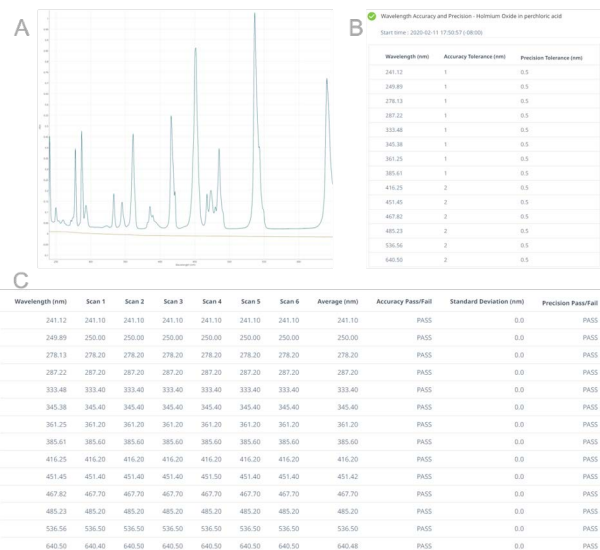 A
B
Wavelength Accuracy and Precision - Holmium Oxide in perchloric acid
Start time : 2020-02-11 17:50:57 (-08:00)
Wavelength (nm) Accuracy Tolerance (nm) Precision Tolerance (nm)
241.12 1 0.5
249.89 1 0.5
278.13 1 0.5
287.22 1 0.5
333.48 1 0.5
345.38 1 0.5
361.25 1 0.5
385.61 1 0.5
416.25 2 0.5
451.45 2 0.5
467.82 2 0.5
485.23 2 0.5
536.56 2 0.5
640.50 2 0.5
C
Wavelength (nm) Scan 1 Scan 2 Scan 3 Scan 4 Scan 5 Scan 6 Average (nm) Accuracy Pass/Fail Standard Deviation (nm) Precision Pass/Fail
241.12 241.10 241.10 241.10 241.10 241.10 241.10 241.10 PASS 0.0 PASS
249.89 250.00 250.00 250.00 250.00 250.00 250.00 250.00 PASS 0.0 PASS
278.13 278.20 278.20 278.20 278.20 278.20 278.20 278.20 PASS 0.0 PASS
287.22 287.20 287.20 287.20 287.20 287.20 287.20 287.20 PASS 0.0 PASS
333.48 333.40 333.40 333.40 333.40 333.40 333.40 333.40 PASS 0.0 PASS
345.38 345.40 345.40 345.40 345.40 345.40 345.40 345.40 PASS 0.0 PASS
361.25 361.20 361.20 361.20 361.20 361.20 361.20 361.20 PASS 0.0 PASS
385.61 385.60 385.60 385.60 385.60 385.60 385.60 385.60 PASS 0.0 PASS
416.25 416.20 416.20 416.20 416.20 416.20 416.20 416.20 PASS 0.0 PASS
451.45 451.40 451.40 451.40 451.50 451.40 451.40 451.42 PASS 0.0 PASS
467.82 467.70 467.70 467.70 467.70 467.70 467.70 467.70 PASS 0.0 PASS
485.23 485.20 485.20 485.20 485.20 485.20 485.20 485.20 PASS 0.0 PASS
536.56 536.50 536.50 536.50 536.50 536.50 536.50 536.50 PASS 0.0 PASS
640.50 640.40 640.50 640.50 640.50 640.50 640.50 640.48 PASS 0.0 PASS